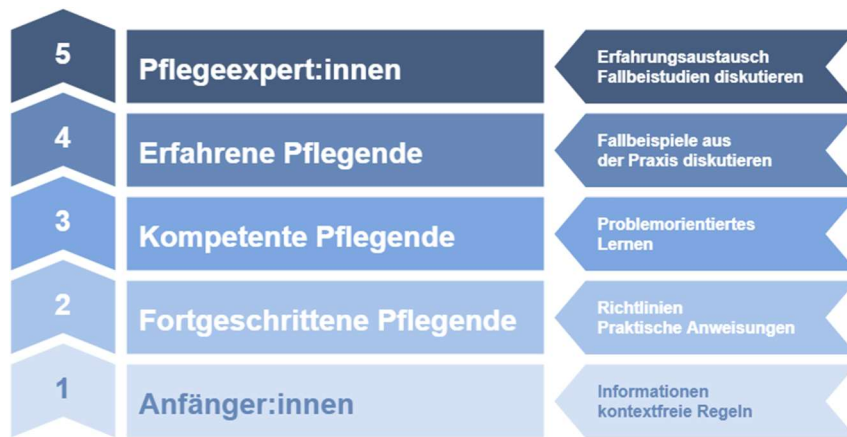 5
Pflegeexpert:innen
Erfahrungsaustausch
Fallbeistudien diskutieren
4
Erfahrene Pflegende
Fallbeispiele aus
der Praxis diskutieren
3
Kompetente Pflegende
Problemorientiertes
Lernen
2
Fortgeschrittene Pflegende
Richtlinien
Praktische Anweisungen
1
Anfänger:innen
Informationen
kontextfreie Regeln